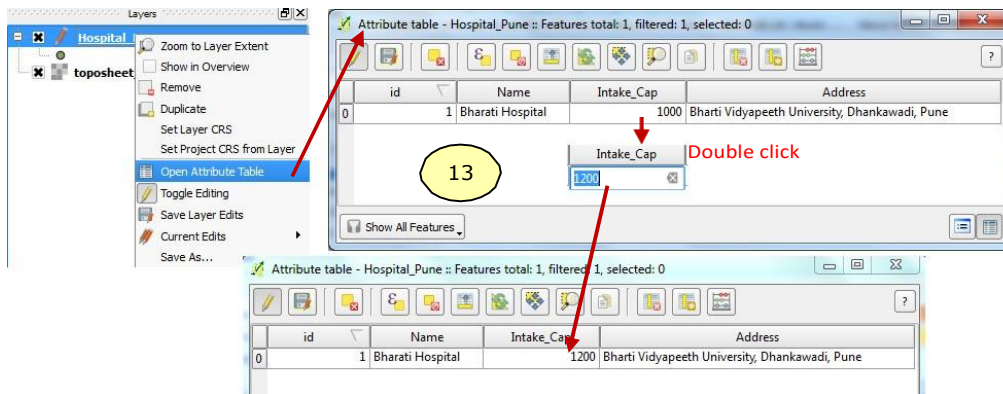 Layers
Hospital
toposheet
Zoom to Layer Extent
Show in Overview
Remove
Duplicate
Set Layer CRS
Set Project CRS from Layer
Open Attribute Table
Toggle Editing
Save Layer Edits
Current Edits
Save As...
Attribute table - Hospital_Pune :: Features total: 1, filtered: 1, selected: 0
?
id Name Intake_Cap Address
0 1 Bharati Hospital 1000 Bharti Vidyapeeth University, Dhankawadi, Pune
Intake_Cap Double click
1200
13
Show All Features
Attribute table - Hospital_Pune :: Features total: 1, filtered: 1, selected: 0
?
id Name Intake_Cap Address
0 1 Bharati Hospital 1200 Bharti Vidyapeeth University, Dhankawadi, Pune